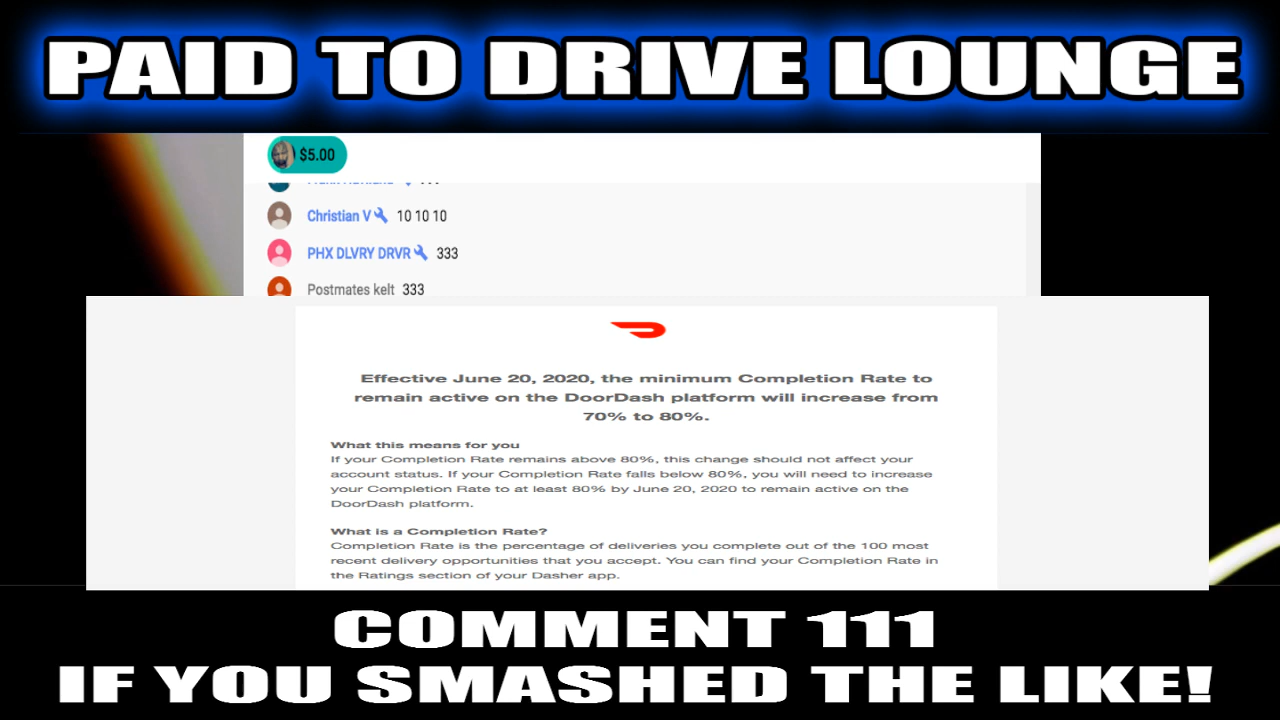 PAID TO DRIVE LOUNGE
$5.00
Christian V 10 10 10
PHX DLVRY DRVR 333
Postmates kelt 333
Effective June 20, 2020, the minimum Completion Rate to
remain active on the DoorDash platform will increase from
70% to 80%.
What this means for you
If your Completion Rate remains above 80%, this change should not affect your
account status. If your Completion Rate falls below 80%, you will need to increase
your Completion Rate to at least 80% by June 20, 2020 to remain active on the
DoorDash platform.
What is a Completion Rate?
Completion Rate is the percentage of deliveries you complete out of the 100 most
recent delivery opportunities that you accept. You can find your Completion Rate in
the Ratings section of your Dasher app.
COMMENT 111
IF YOU SMASHED THE LIKE!